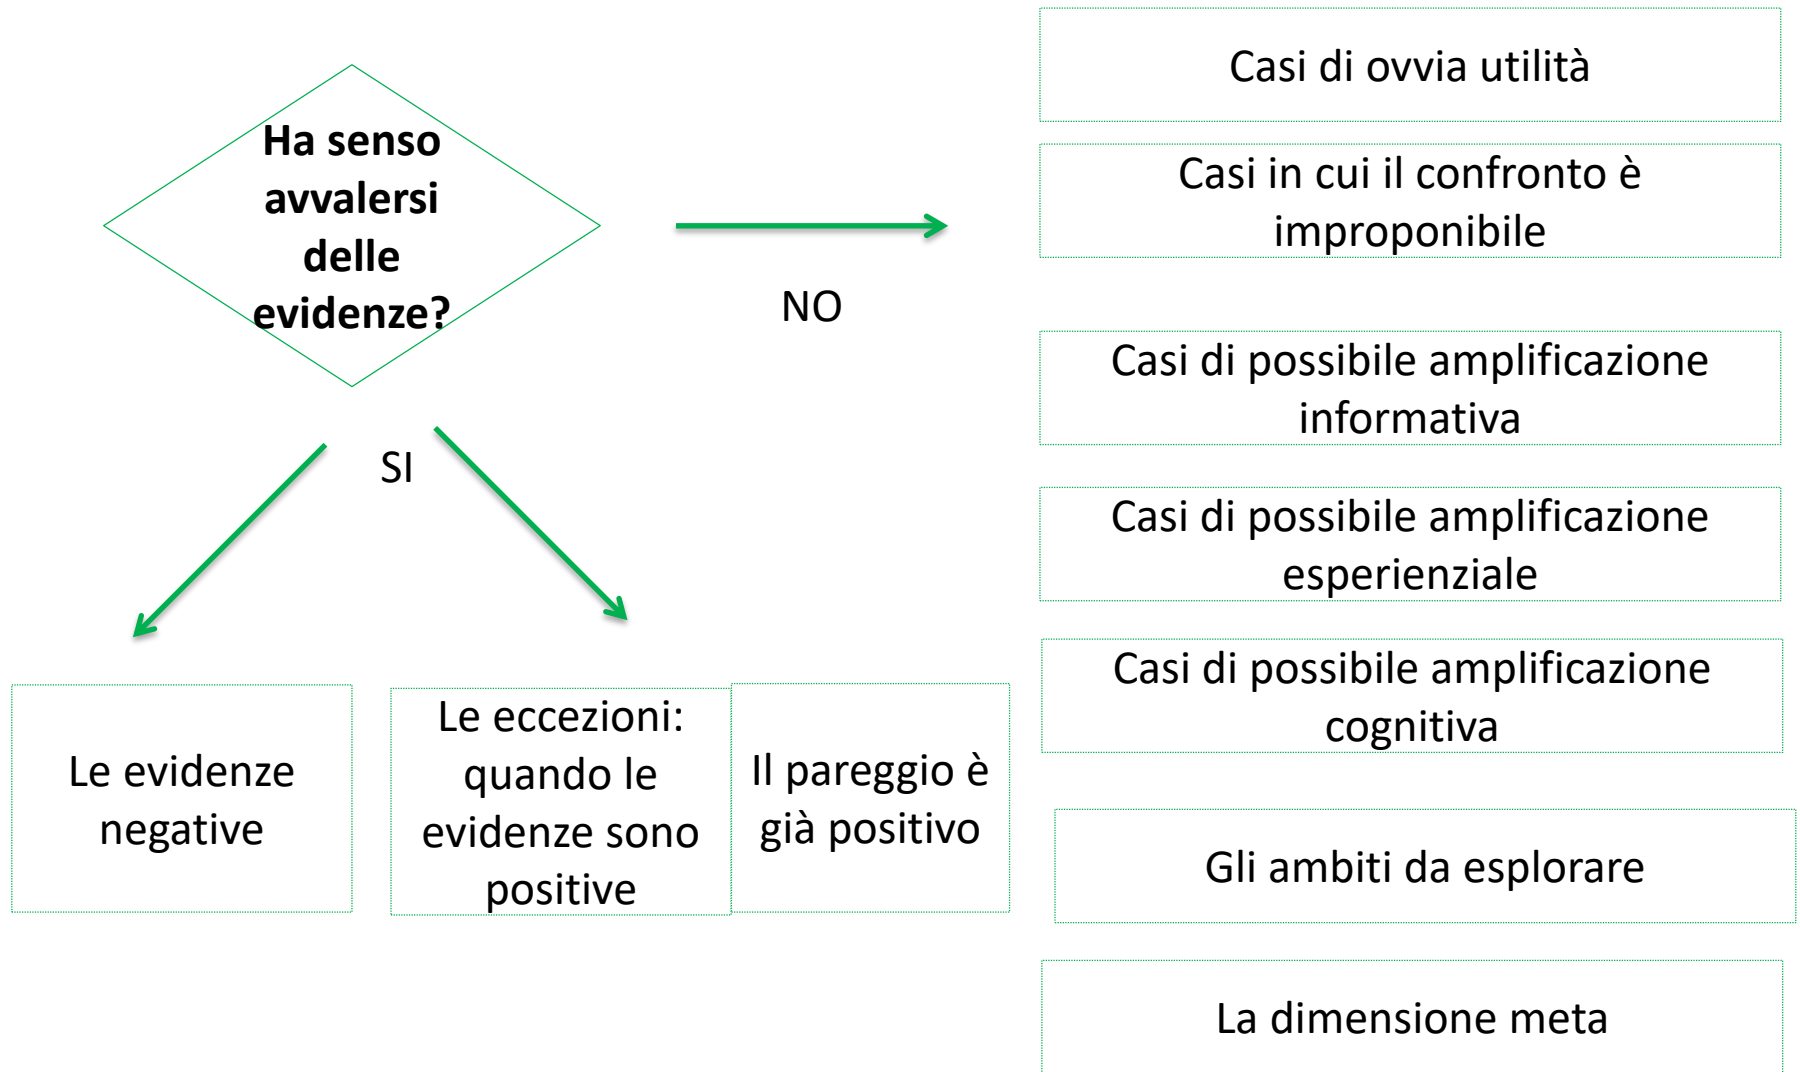 Ha senso
avvalersi
delle
evidenze?
NO
SI
Le evidenze
negative
Le eccezioni:
quando le
evidenze sono
positive
Il pareggio è
già positivo
Casi di ovvia utilità
Casi in cui il confronto è
improponibile
Casi di possibile amplificazione
informativa
Casi di possibile amplificazione
esperienziale
Casi di possibile amplificazione
cognitiva
Gli ambiti da esplorare
La dimensione meta